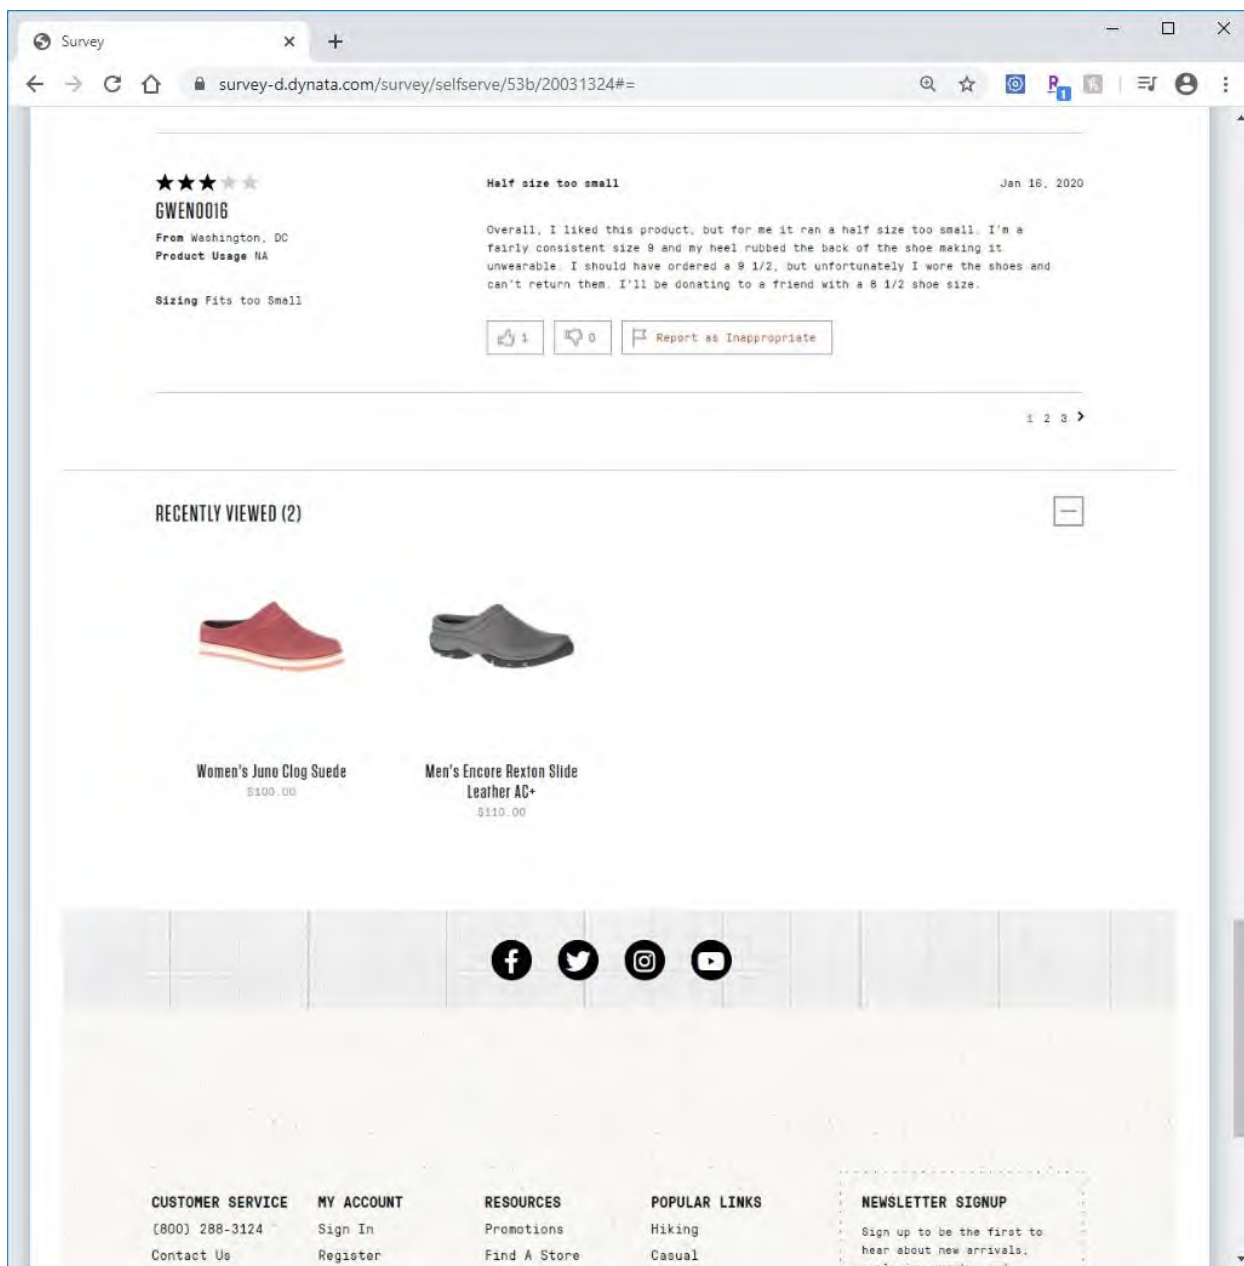 Survey
survey-d.dynata.com/survey/selfserve/53b/20031324#=
1
GWEN0016
From Washington, DC
Product Usage NA
Sizing Fits too Small
Half size too small
Jan 16, 2020
Overall, I liked this product, but for me it ran a half size too small. I'm a
fairly consistent size 9 and my heel rubbed the back of the shoe making it
unwearable. I should have ordered a 9 1/2, but unfortunately I wore the shoes and
can't return them. I'll be donating to a friend with a 8 1/2 shoe size.
1
0
Report as Inappropriate
1 2 3
RECENTLY VIEWED (2)
Women's Juno Clog Suede
$100.00
Men's Encore Rexton Slide
Leather AC+
$110.00
CUSTOMER SERVICE
(800) 288-3124
Contact Us
MY ACCOUNT
Sign In
Register
RESOURCES
Promotions
Find A Store
POPULAR LINKS
Hiking
Casual
NEWSLETTER SIGNUP
Sign up to be the first to
hear about new arrivals,